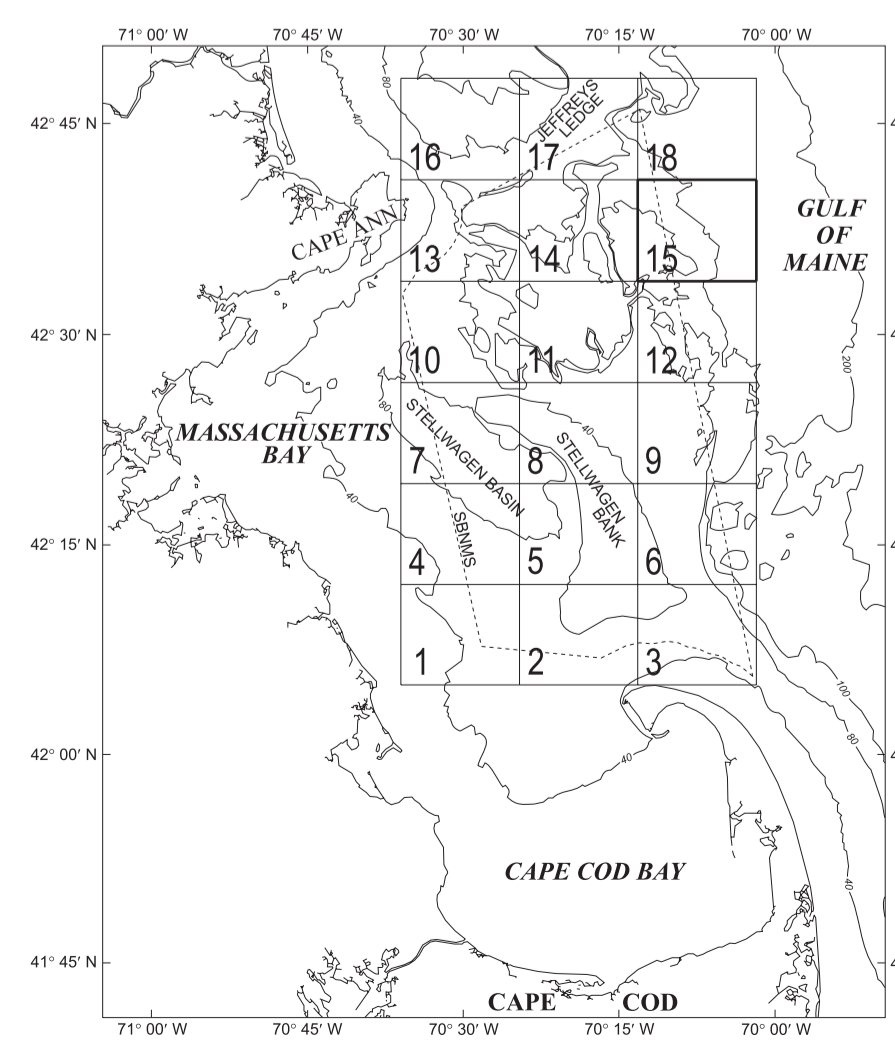 71° 00′ W 70° 45′ W 70° 30′ W 70° 15′ W 70° 00′ W
80
JEFFREYS
LEDGE
42° 45′ N
40
16 17 18
CAPE ANN
GULF
OF
MAINE
13 14 15
42° 30′ N
10 11 12
200
80
STELLWAGEN BASIN
40
MASSACHUSETTS
BAY
STELLWAGEN
BANK
7 8 9
40
SBNMS
42° 15′ N
4 5 6
1 2 3
100
80
42° 00′ N
40
CAPE COD BAY
40
41° 45′ N
CAPE COD
71° 00′ W 70° 45′ W 70° 30′ W 70° 15′ W 70° 00′ W